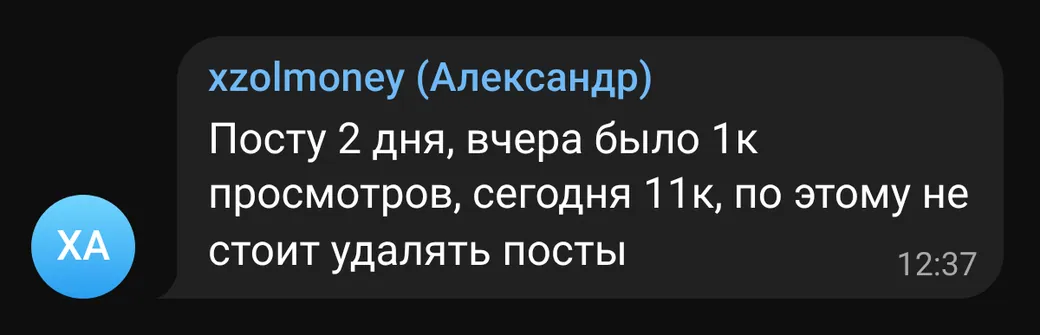 xzolmoney (Александр)
Посту 2 дня, вчера было 1к
просмотров, сегодня 11к, по этому не
стоит удалять посты
12:37
ХА